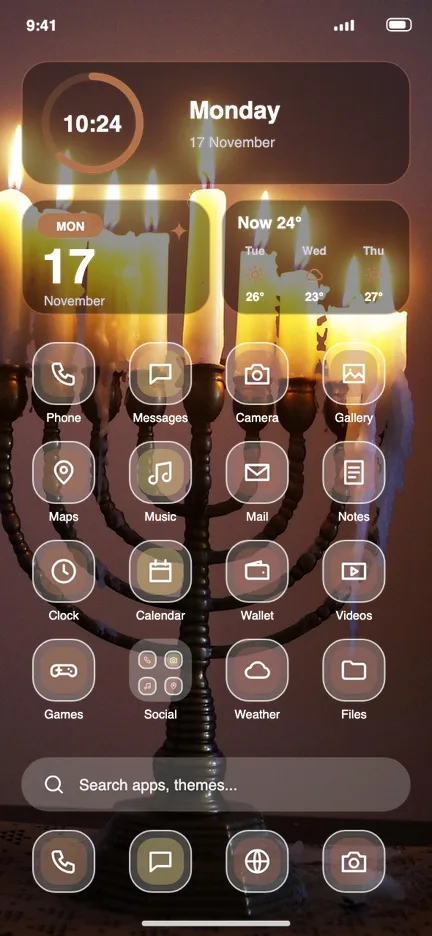 9:41
10:24
Monday
17 November
MON
17
November
Now 24°
Tue Wed Thu
26° 23° 27°
Phone Messages Camera Gallery
Maps Music Mail Notes
Clock Calendar Wallet Videos
Games Social Weather Files
Search apps, themes...